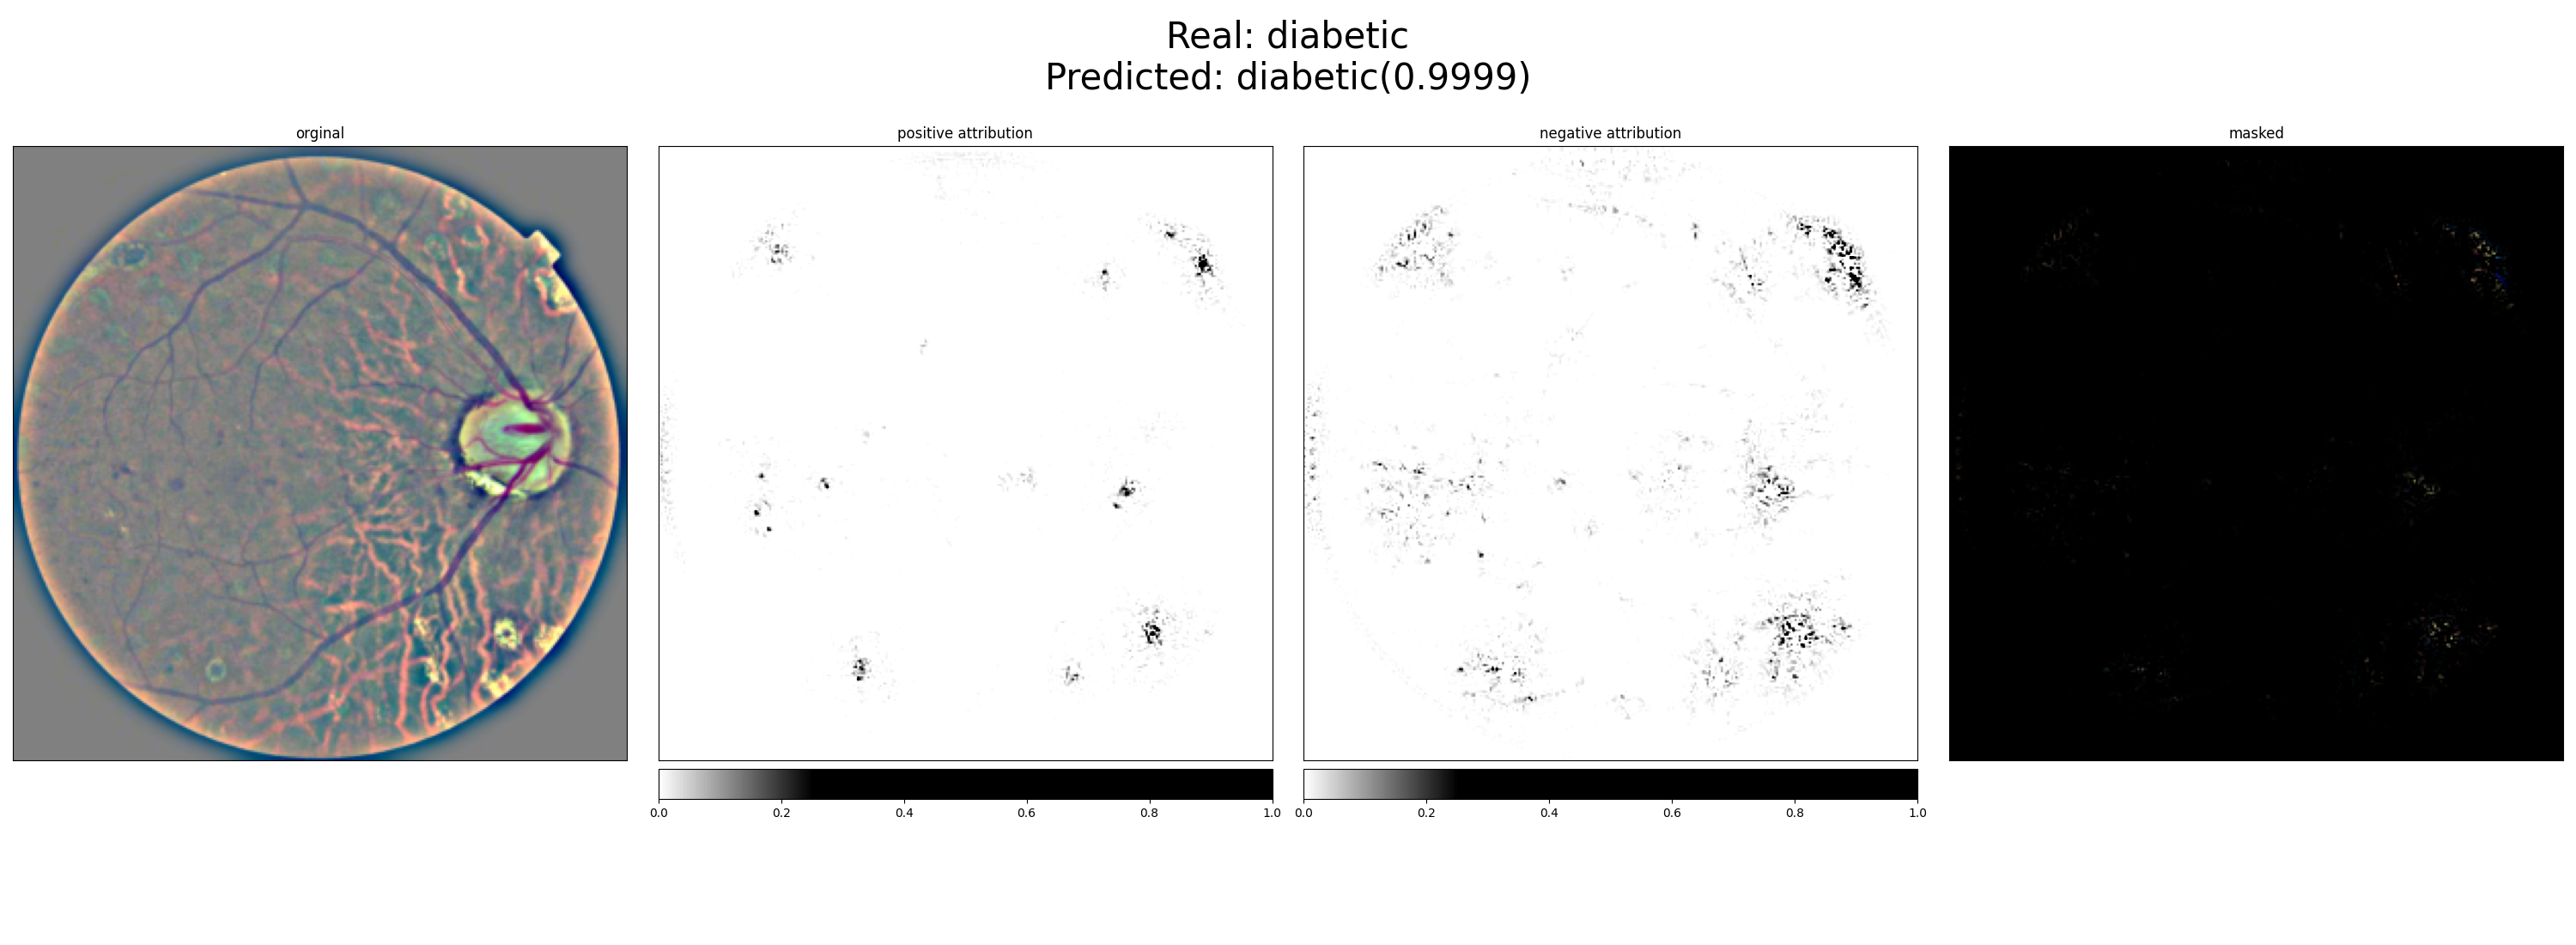 Real: diabetic
Predicted: diabetic(0.9999)
orginal
positive attribution
negative attribution
masked
0.0 0.2 0.4 0.6 0.8 1.0
0.0 0.2 0.4 0.6 0.8 1.0